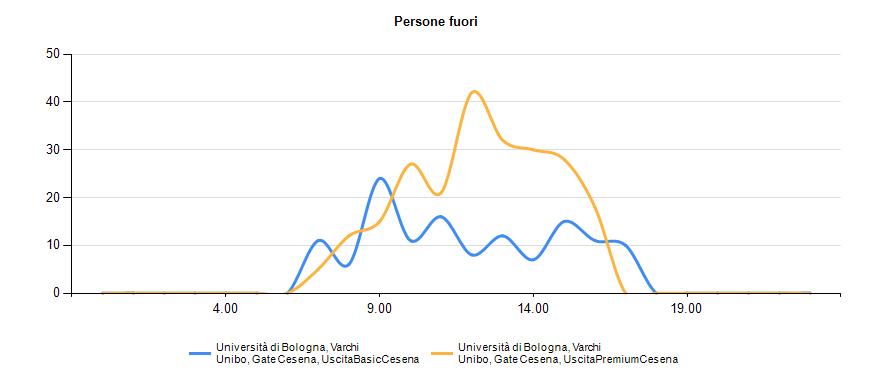 Persone fuori
50
40
30
20
10
0
4.00 9.00 14.00 19.00
Università di Bologna, Varchi
Unibo, Gate Cesena, UscitaBasicCesena
Università di Bologna, Varchi
Unibo, Gate Cesena, UscitaPremiumCesena